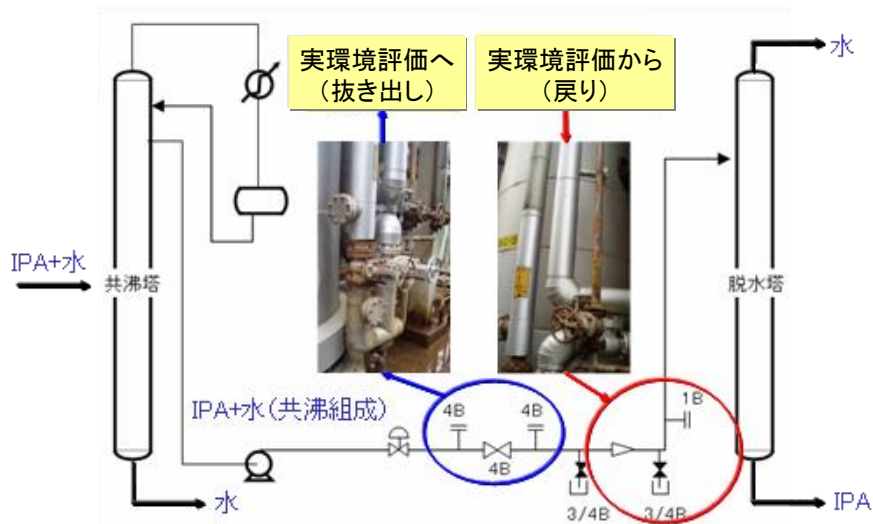 実環境評価へ
(抜き出し)
実環境評価から
(戻り)
水
IPA+水
共沸塔
脱水塔
IPA+水(共沸組成)
4B
4B
1B
4B
3/4B
3/4B
水
IPA